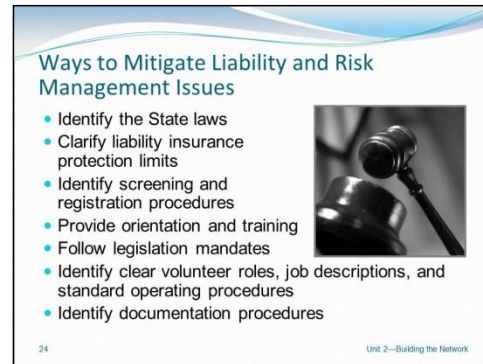 Ways to Mitigate Liability and Risk
Management Issues
• Identify the State laws
• Clarify liability insurance
protection limits
• Identify screening and
registration procedures
• Provide orientation and training
• Follow legislation mandates
• Identify clear volunteer roles, job descriptions, and
standard operating procedures
• Identify documentation procedures
24
Unit 2—Building the Network